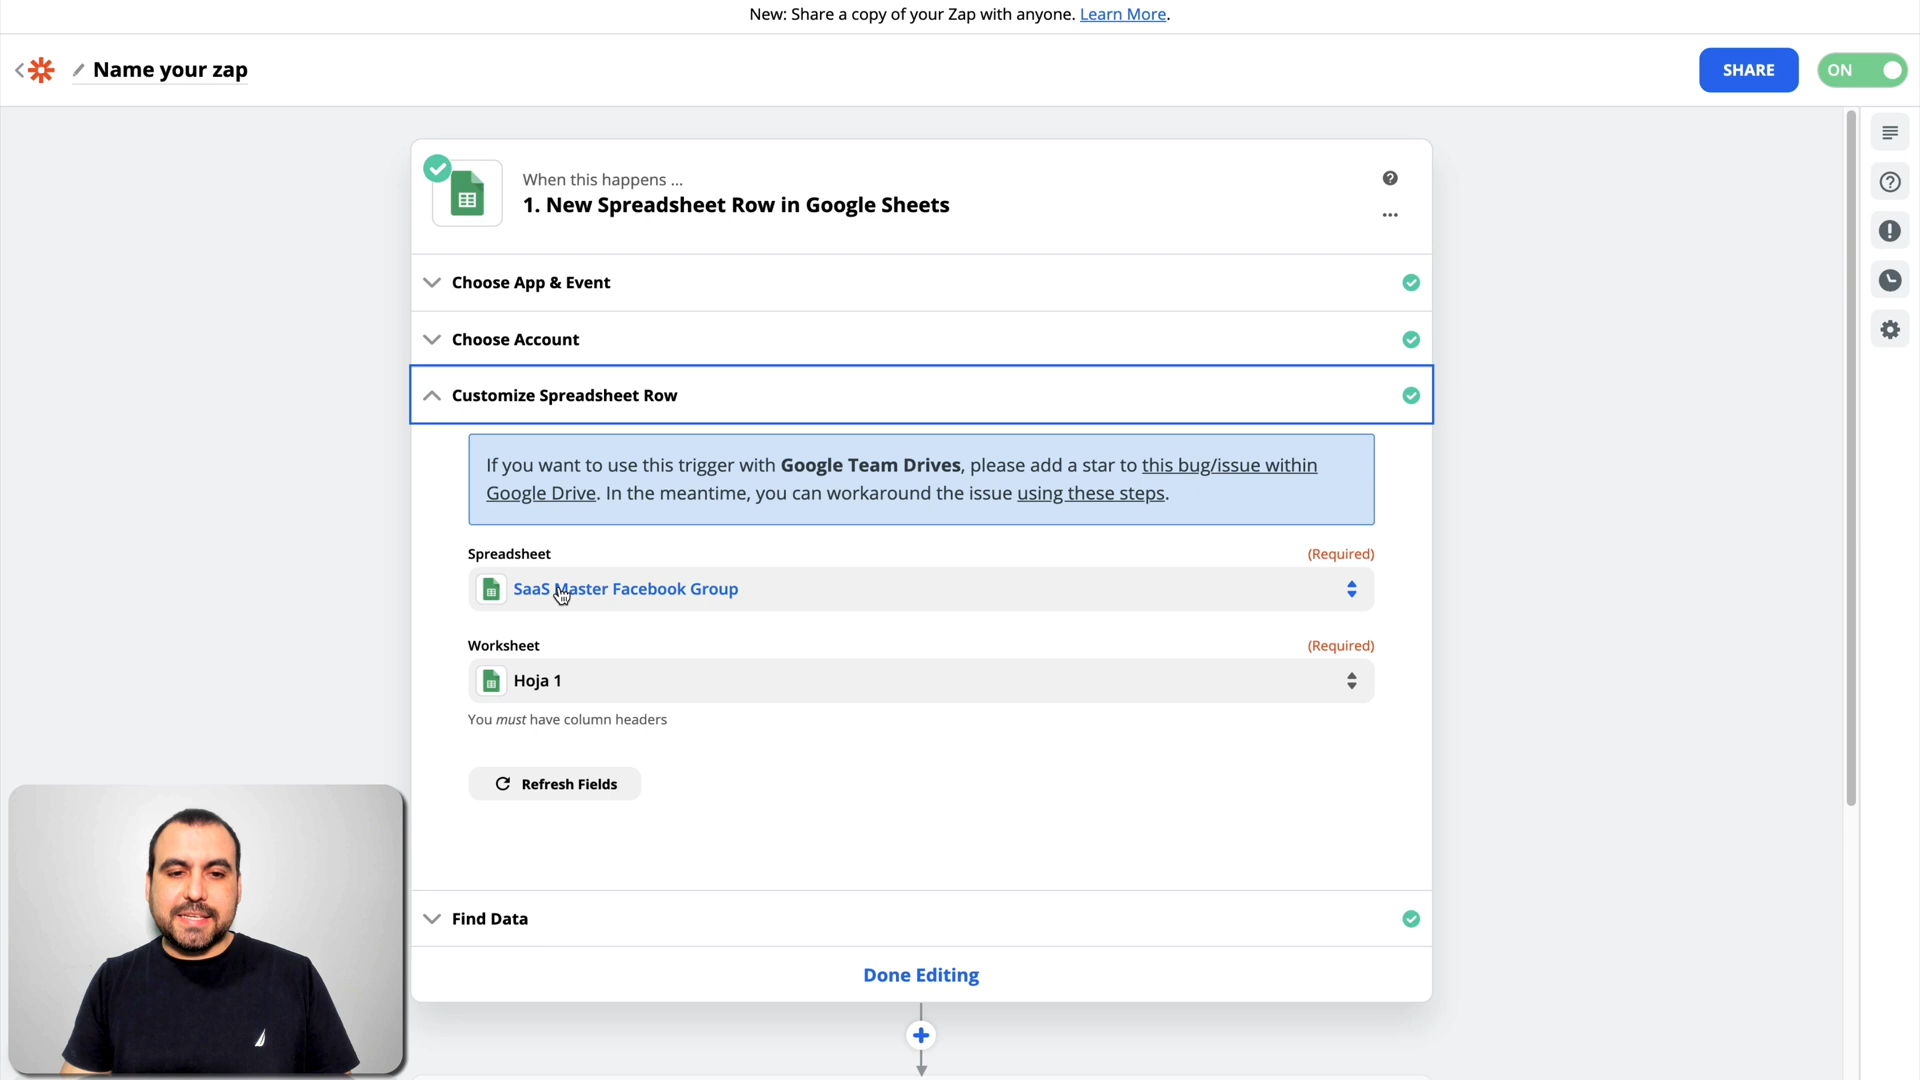 New: Share a copy of your Zap with anyone. Learn More.
Name your zap
SHARE
ON
When this happens ...
1. New Spreadsheet Row in Google Sheets
Choose App & Event
Choose Account
Customize Spreadsheet Row
If you want to use this trigger with Google Team Drives, please add a star to this bug/issue within
Google Drive. In the meantime, you can workaround the issue using these steps.
Spreadsheet (Required)
SaaS Master Facebook Group
Worksheet (Required)
Hoja 1
You must have column headers
Refresh Fields
Find Data
Done Editing